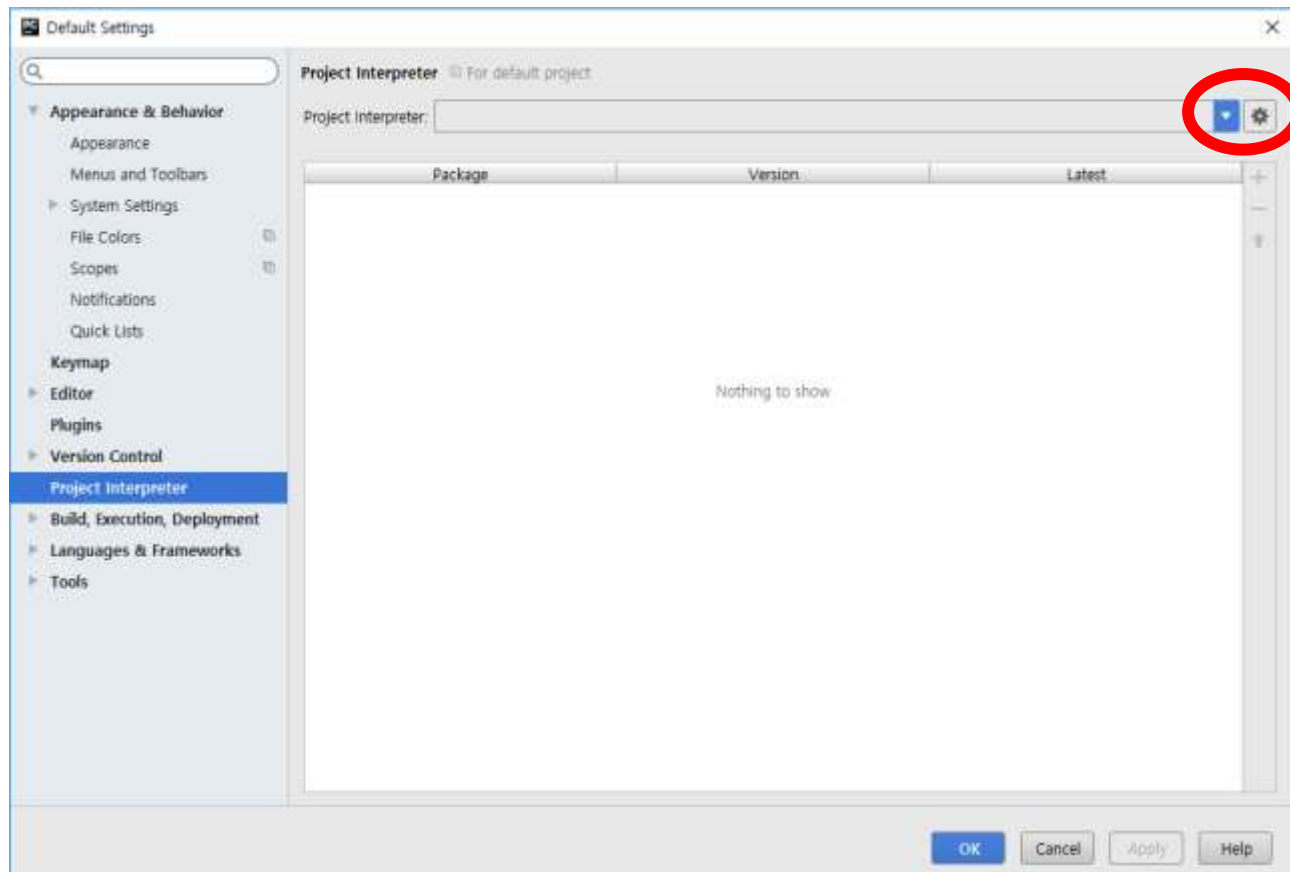 Default Settings
Project Interpreter For default project
Appearance & Behavior
Project Interpreter:
Appearance
Menus and Toolbars
Package Version Latest
System Settings
File Colors
Scopes
Notifications
Quick Lists
Keymap
Editor
Nothing to show
Plugins
Version Control
Project Interpreter
Build, Execution, Deployment
Languages & Frameworks
Tools
OK Cancel Apply Help